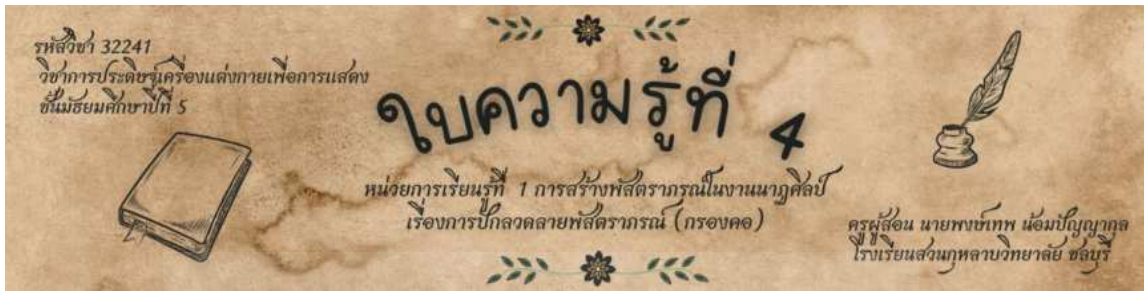 รหัสวิชา 32241
วิชาการประดิษฐ์เครื่องแต่งกายเพื่อการแสดง
ชั้นมัธยมศึกษาปีที่ 5
ใบความรู้ที่ 4
หน่วยการเรียนรู้ที่ 1 การสร้างพัสตราภรณ์ในงานนาฏศิลป์
เรื่องการปักลวดลายพัสตราภรณ์ (กรองคอ)
ครูผู้สอน นายพงษ์เทพ น้อมปัญญากุล
โรงเรียนสวนกุหลาบวิทยาลัย ชลบุรี